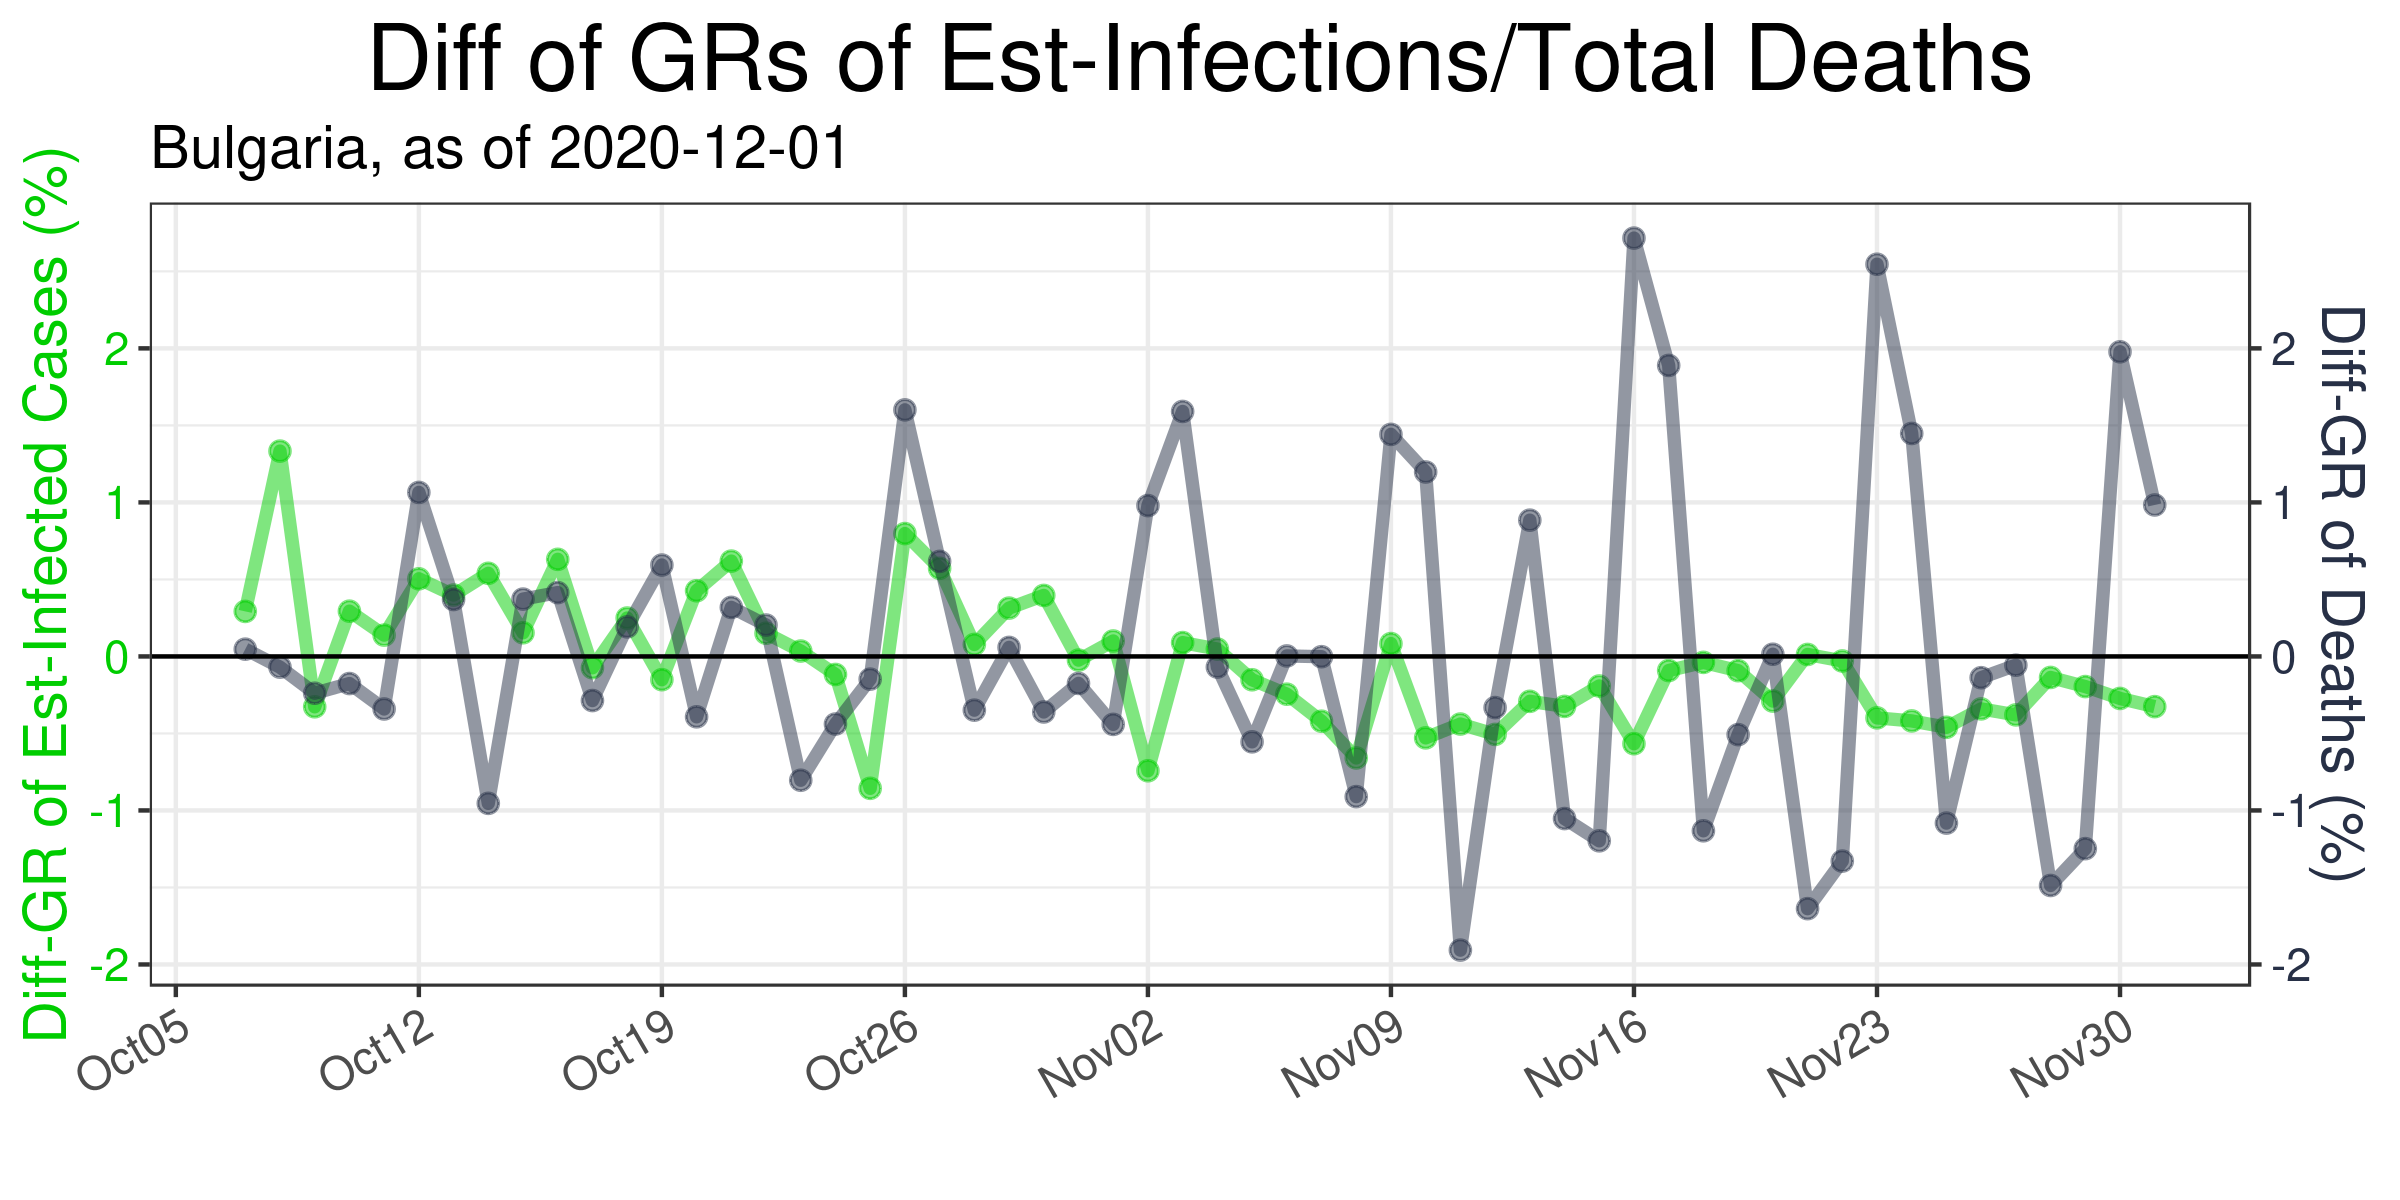 Diff of GRs of Est-Infections/Total Deaths
Bulgaria, as of 2020-12-01
Diff-GR of Est-Infected Cases (%)
2
1
0
-1
-2
2
1
0
-1
-2
Diff-GR of Deaths (%)
Oct05
Oct12
Oct19
Oct26
Nov02
Nov09
Nov16
Nov23
Nov30